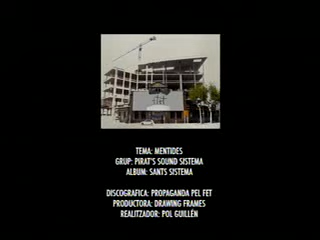 TEMA: MENTIDES
GRUP: PIRAT'S SOUND SISTEMA
ALBUM: SANTS SISTEMA
DISCOGRAFICA: PROPAGANDA PEL FET
PRODUCTORA: DRAWING FRAMES
REALITZADOR: POL GUILLÉN